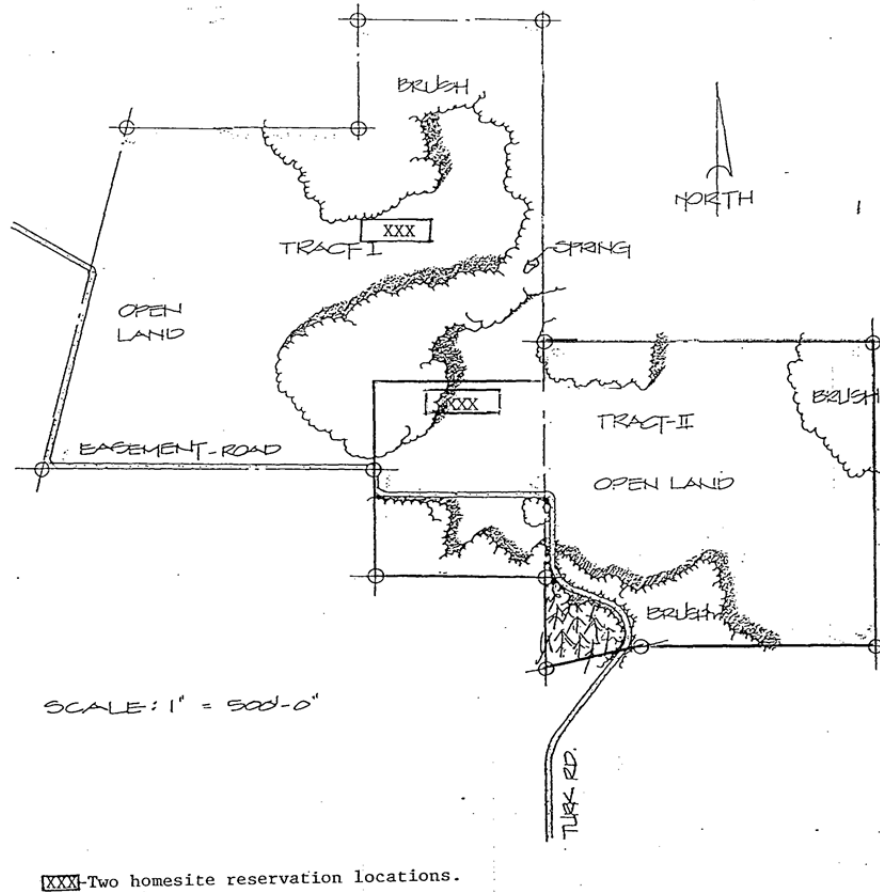 BRUSH
NORTH
XXX
TRACT I
SPRING
OPEN
LAND
BRUSH
XXX
TRACT-II
EASEMENT-ROAD
OPEN LAND
BRUSH
SCALE: 1" = 500'-0"
TURK RD.
XXX-Two homesite reservation locations.